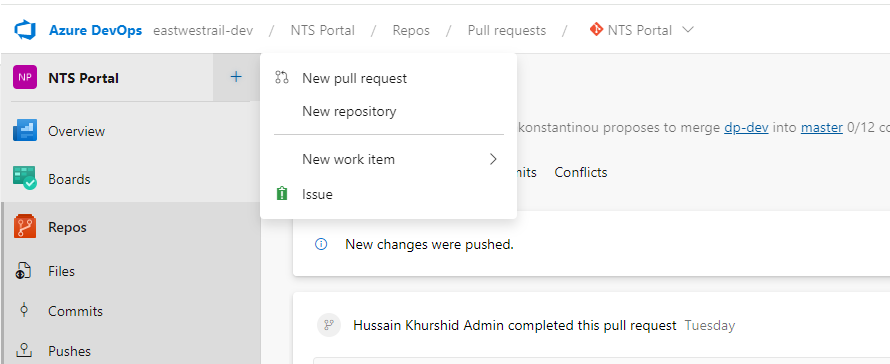 Azure DevOps eastwestrail-dev / NTS Portal / Repos / Pull requests / NTS Portal
NP NTS Portal +
New pull request
New repository
konstantinou proposes to merge dp-dev into master 0/12 co
Overview
New work item
Boards
Conflicts
Issue
Repos
New changes were pushed.
Files
Commits
Hussain Khurshid Admin completed this pull request Tuesday
Pushes